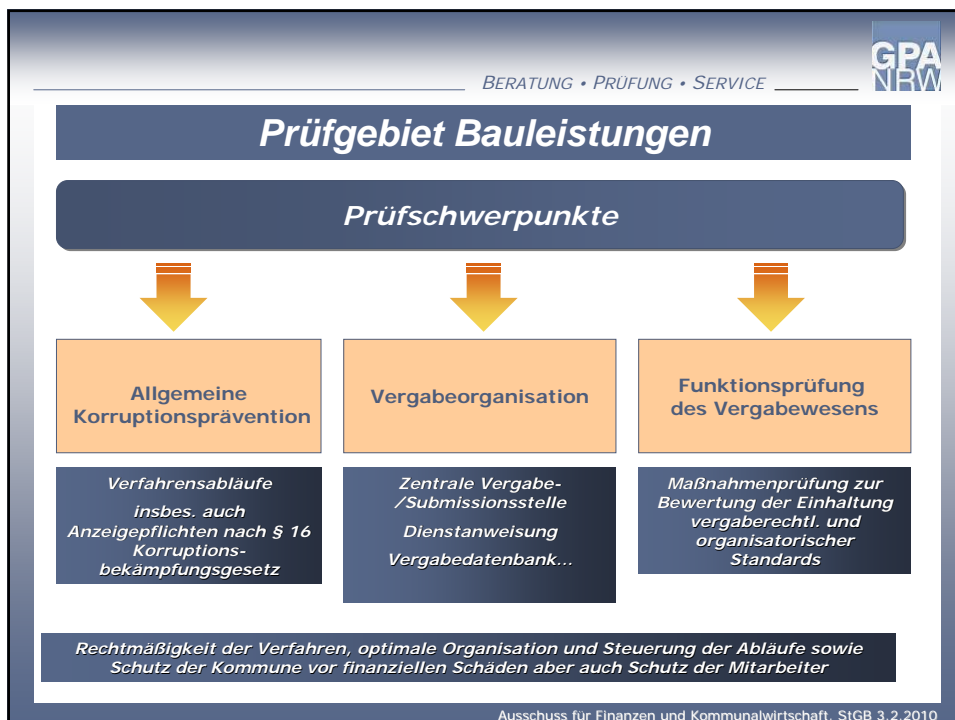 GPA
NRW
BERATUNG • PRÜFUNG • SERVICE
Prüfgebiet Bauleistungen
Prüfschwerpunkte
Allgemeine
Korruptionsprävention
Verfahrensabläufe
insbes. auch
Anzeigepflichten nach § 16
Korruptions-
bekämpfungsgesetz
Vergabeorganisation
Zentrale Vergabe-
/Submissionsstelle
Dienstanweisung
Vergabedatenbank...
Funktionsprüfung
des Vergabewesens
Maßnahmenprüfung zur
Bewertung der Einhaltung
vergaberechtl. und
organisatorischer
Standards
Rechtmäßigkeit der Verfahren, optimale Organisation und Steuerung der Abläufe sowie
Schutz der Kommune vor finanziellen Schäden aber auch Schutz der Mitarbeiter
Ausschuss für Finanzen und Kommunalwirtschaft, StGB 3.2.2010